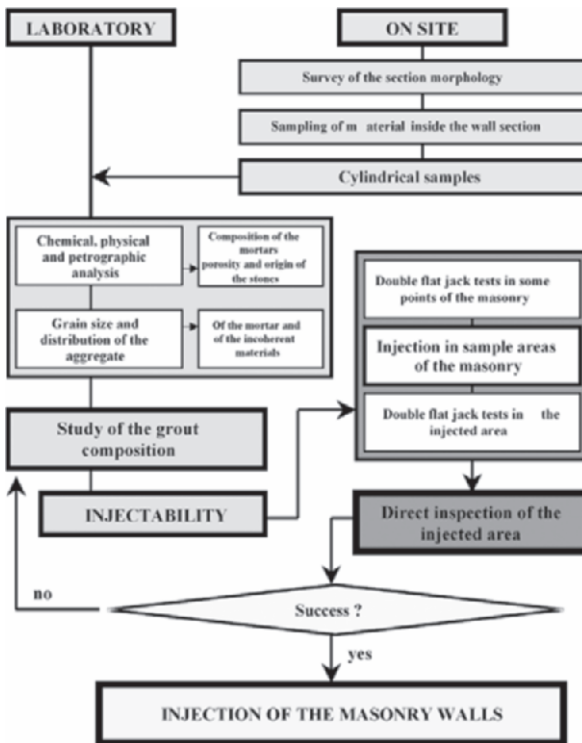 LABORATORY
ON SITE
Survey of the section morphology
Sampling of m aterial inside the wall section
Cylindrical samples
Chemical, physical
and petrographic
analysis
Composition of the
mortars
porosity and origin of
the stones
Grain size and
distribution of the
aggregate
Of the mortar and
of the incoherent
materials
Double flat jack tests in some
points of the masonry
Injection in sample areas
of the masonry
Double flat jack tests in the
injected area
Study of the grout
composition
INJECTABILITY
Direct inspection of the
injected area
no
Success ?
yes
INJECTION OF THE MASONRY WALLS